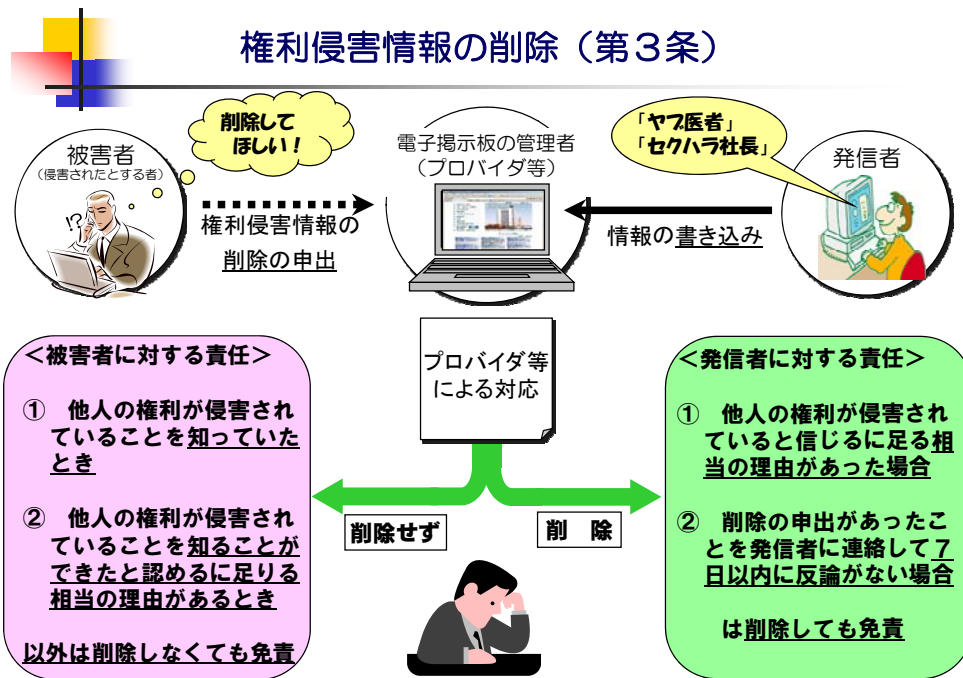 権利侵害情報の削除（第３条）
削除して
ほしい！
「ヤブ医者」
「セクハラ社長」
被害者
（侵害されたとする者）
電子掲示板の管理者
（プロバイダ等）
発信者
!?
権利侵害情報の
削除の申出
情報の書き込み
プロバイダ等
による対応
＜被害者に対する責任＞
①　他人の権利が侵害され
ていることを知っていた
とき
②　他人の権利が侵害され
ていることを知ることが
できたと認めるに足りる
相当の理由があるとき
以外は削除しなくても免責
削除せず
削　除
＜発信者に対する責任＞
①　他人の権利が侵害され
ていると信じるに足る相
当の理由があった場合
②　削除の申出があったこ
とを発信者に連絡して７
日以内に反論がない場合
は削除しても免責